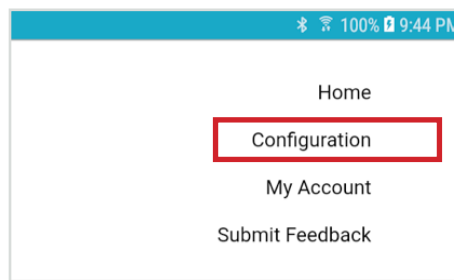 100% 9:44 PM
Home
Configuration
My Account
Submit Feedback